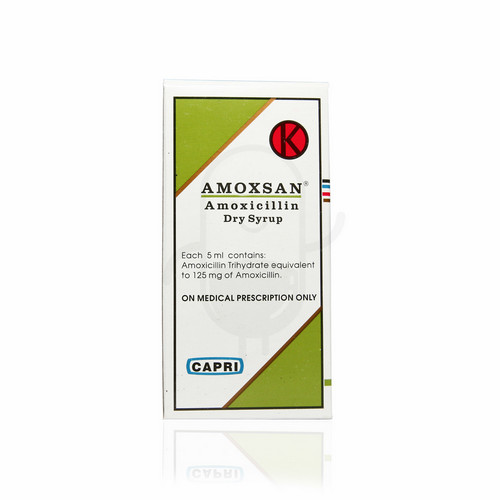 K
AMOXSAN®
Amoxicillin
Dry Syrup
Each 5 ml contains:
Amoxicillin Trihydrate equivalent
to 125 mg of Amoxicillin.
ON MEDICAL PRESCRIPTION ONLY
CAPRI